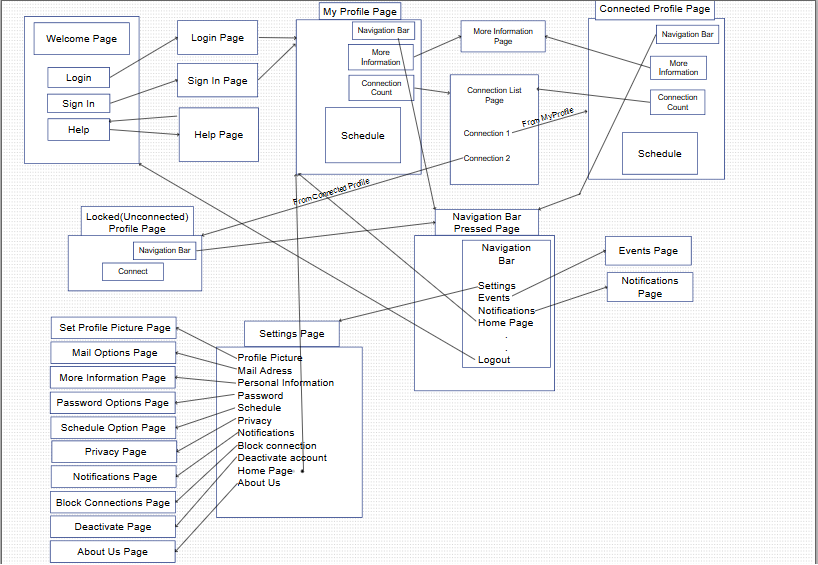 My Profile Page
Connected Profile Page
Welcome Page
Login
Sign In
Help
Login Page
Sign In Page
Help Page
Navigation Bar
More
Information
Connection
Count
Schedule
More Information
Page
Connection List
Page
Connection 1
Connection 2
From MyProfile
From Connected Profile
Navigation Bar
More
Information
Connection
Count
Schedule
Locked(Unconnected)
Profile Page
Navigation Bar
Connect
Navigation Bar
Pressed Page
Navigation
Bar
Settings
Events
Notifications
Home Page
.
.
Logout
Events Page
Notifications
Page
Settings Page
Profile Picture
Mail Adress
Personal Information
Password
Schedule
Privacy
Notifications
Block connection
Deactivate account
Home Page
About Us
Set Profile Picture Page
Mail Options Page
More Information Page
Password Options Page
Schedule Option Page
Privacy Page
Notifications Page
Block Connections Page
Deactivate Page
About Us Page